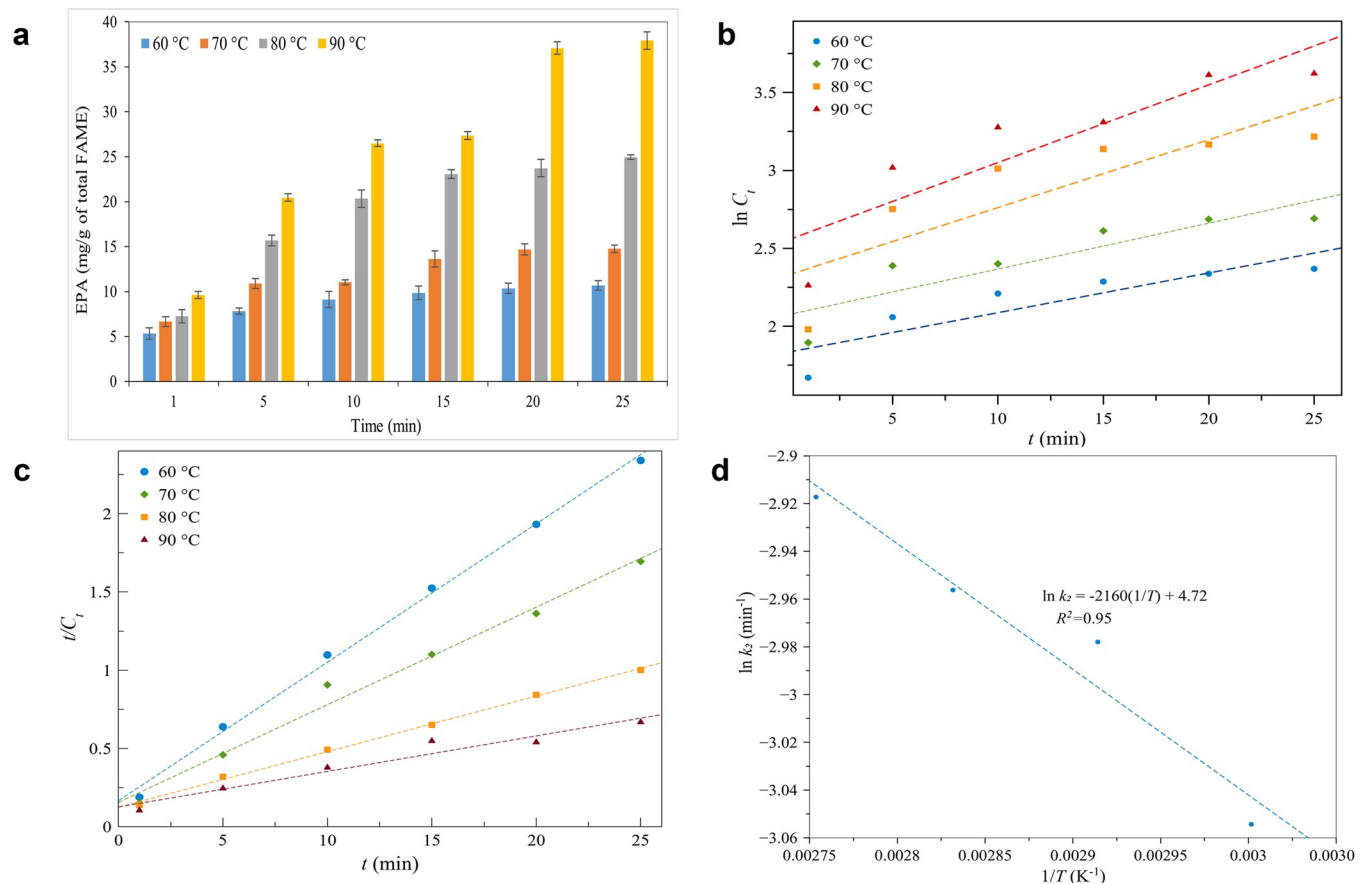 a
40
35
30
25
20
15
10
5
0
EPA (mg/g of total FAME)
60 °C 70 °C 80 °C 90 °C
1 5 10 15 20 25
Time (min)
b
60 °C
70 °C
80 °C
90 °C
3.5
3
2.5
2
ln Cₜ
5 10 15 20 25
t (min)
c
60 °C
70 °C
80 °C
90 °C
2
1.5
1
0.5
0
t/Cₜ
0 5 10 15 20 25
t (min)
d
−2.9
−2.92
−2.94
−2.96
−2.98
−3
−3.02
−3.04
−3.06
ln k₂ (min⁻¹)
ln k₂ = -2160(1/T) + 4.72
R²=0.95
0.00275 0.0028 0.00285 0.0029 0.00295 0.003 0.0030
1/T (K⁻¹)